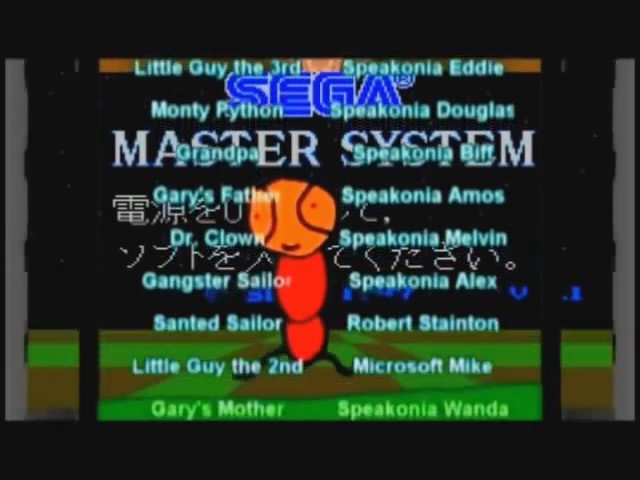 Little Guy the 3rd Speakonia Eddie
SEGA®
Monty Python Speakonia Douglas
MASTER SYSTEM
Grandpa Speakonia Biff
Gary's Father Speakonia Amos
電源を
Dr. Clown Speakonia Melvin
ソフトを てください。
Gangster Sailor Speakonia Alex
Santed Sailor Robert Stainton
Little Guy the 2nd Microsoft Mike
Gary's Mother Speakonia Wanda